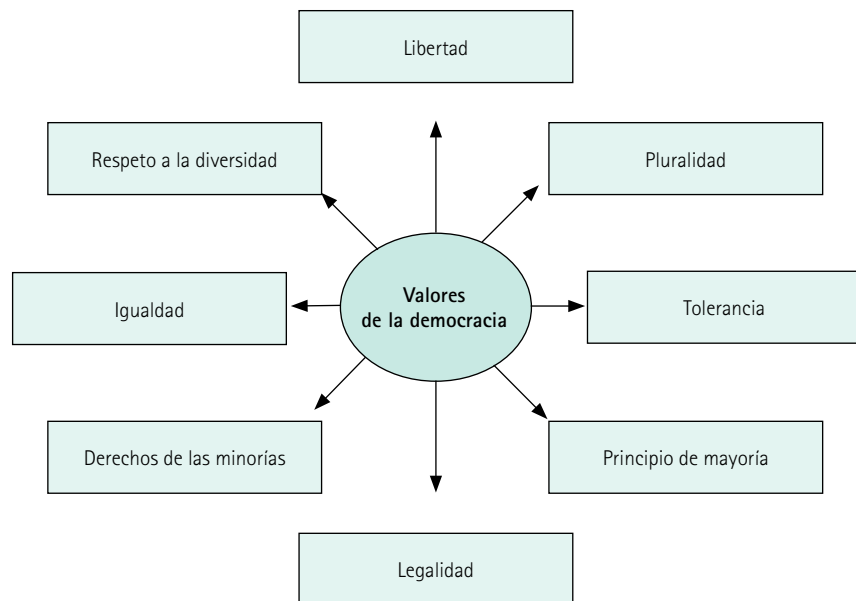 Libertad
Respeto a la diversidad
Pluralidad
Igualdad
Valores
de la democracia
Tolerancia
Derechos de las minorías
Principio de mayoría
Legalidad